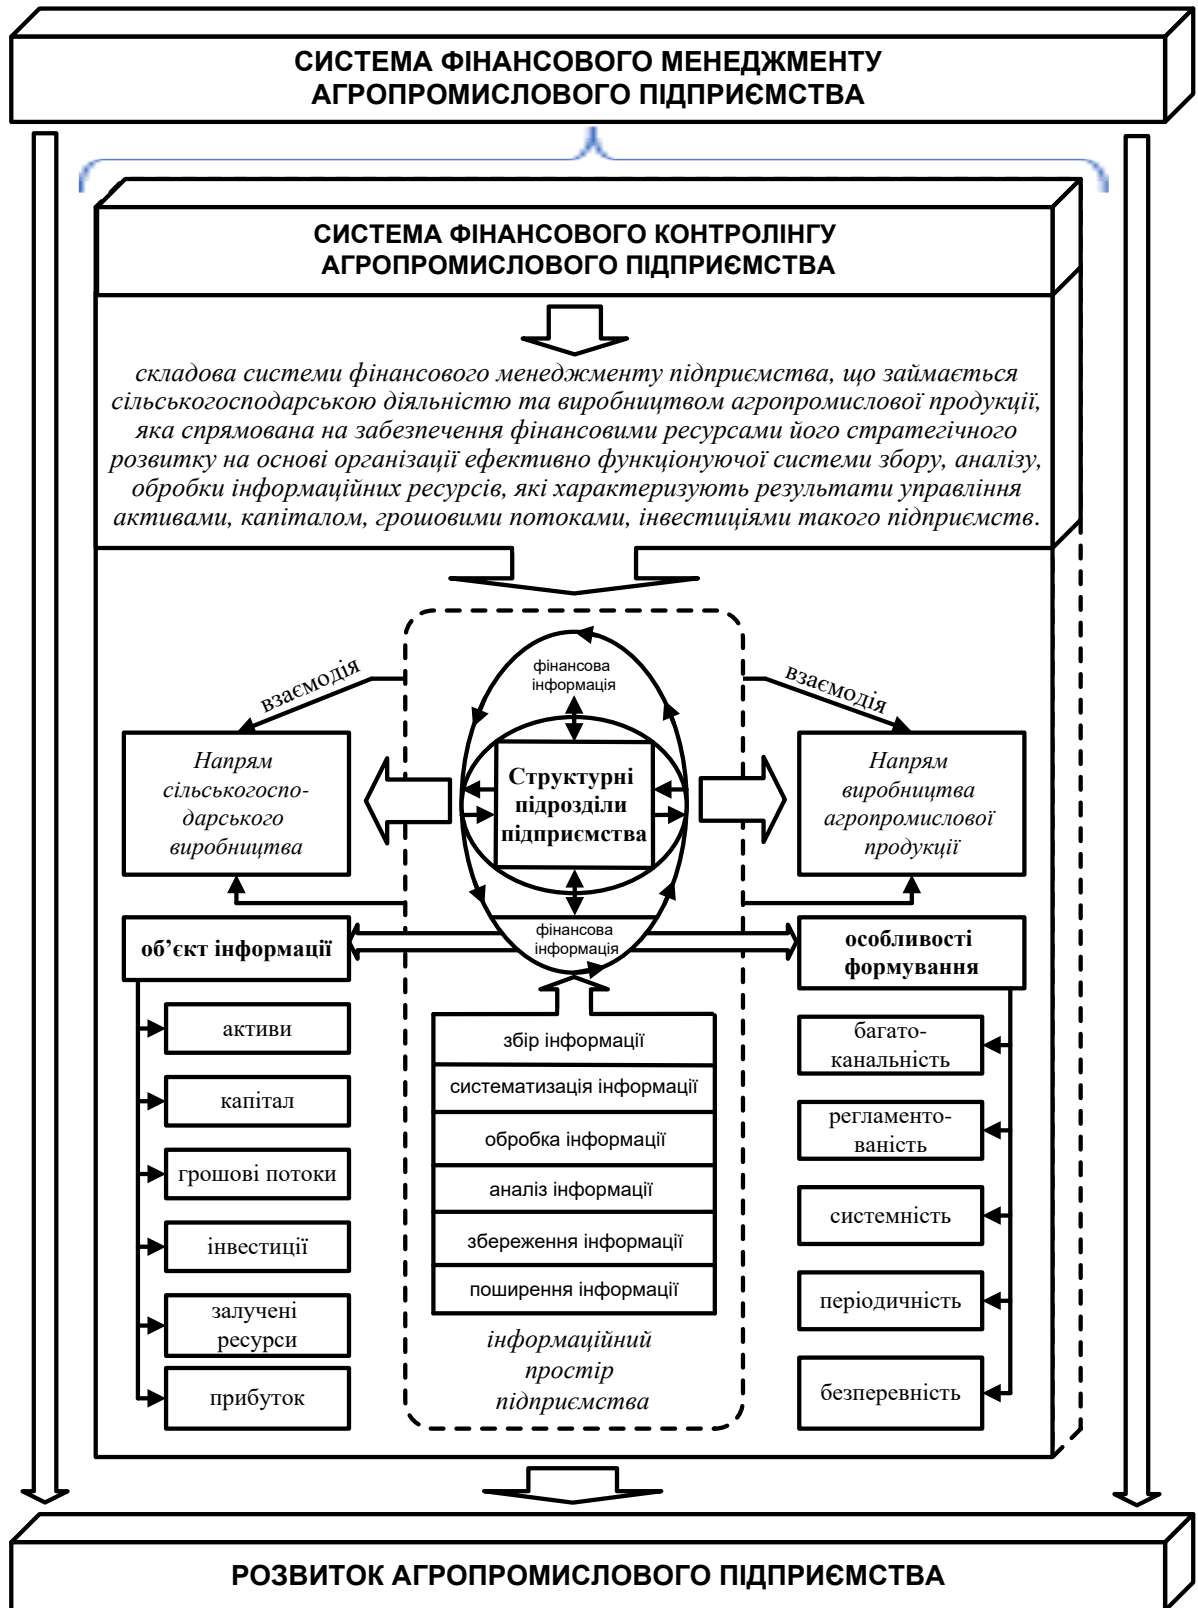 СИСТЕМА ФІНАНСОВОГО МЕНЕДЖМЕНТУ
АГРОПРОМИСЛОВОГО ПІДПРИЄМСТВА
СИСТЕМА ФІНАНСОВОГО КОНТРОЛІНГУ
АГРОПРОМИСЛОВОГО ПІДПРИЄМСТВА
складова системи фінансового менеджменту підприємства, що займається
сільськогосподарською діяльністю та виробництвом агропромислової продукції,
яка спрямована на забезпечення фінансовими ресурсами його стратегічного
розвитку на основі організації ефективно функціонуючої системи збору, аналізу,
обробки інформаційних ресурсів, які характеризують результати управління
активами, капіталом, грошовими потоками, інвестиціями такого підприємств.
взаємодія
фінансова
інформація
взаємодія
Напрям
сільськогоспо-
дарського
виробництва
Структурні
підрозділи
підприємства
Напрям
виробництва
агропромислової
продукції
об’єкт інформації
фінансова
інформація
особливості
формування
активи
капітал
грошові потоки
інвестиції
залучені
ресурси
прибуток
збір інформації
систематизація інформації
обробка інформації
аналіз інформації
збереження інформації
поширення інформації
інформаційний
простір
підприємства
багато-
канальність
регламенто-
ваність
системність
періодичність
безперевність
РОЗВИТОК АГРОПРОМИСЛОВОГО ПІДПРИЄМСТВА